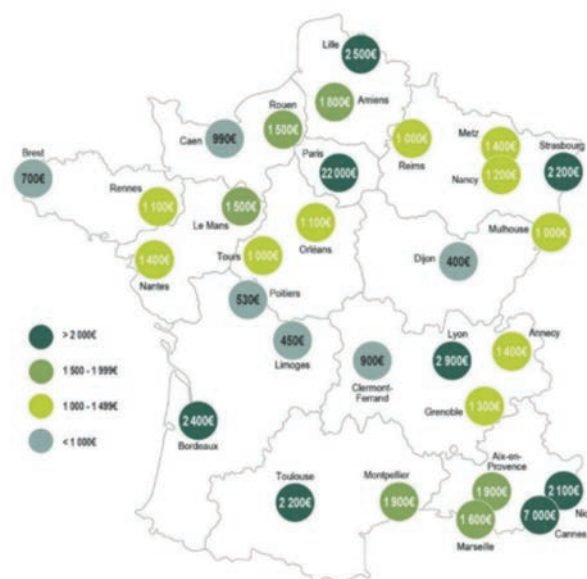 Lille
2 500€
1 800€
Amiens
Rouen
1 500€
Caen
990€
Reims
1 000€
Metz
1 400€
Nancy
1 200€
Strasbourg
2 200€
Brest
700€
Paris
22 000€
Rennes
1 100€
Le Mans
1 500€
1 100€
Orléans
Mulhouse
1 000€
Tours
1 000€
Dijon
400€
1 400€
Nantes
530€
Poitiers
450€
Limoges
900€
Clermont-
Ferrand
Lyon
2 900€
Annecy
1 400€
Grenoble
1 300€
> 2 000€
1 500 - 1 999€
1 000 - 1 499€
< 1 000€
2 400€
Bordeaux
Toulouse
2 200€
Montpellier
1 900€
Aix-en-
Provence
1 900€
1 600€
Marseille
2 100€
Nic
7 000€
Cannes